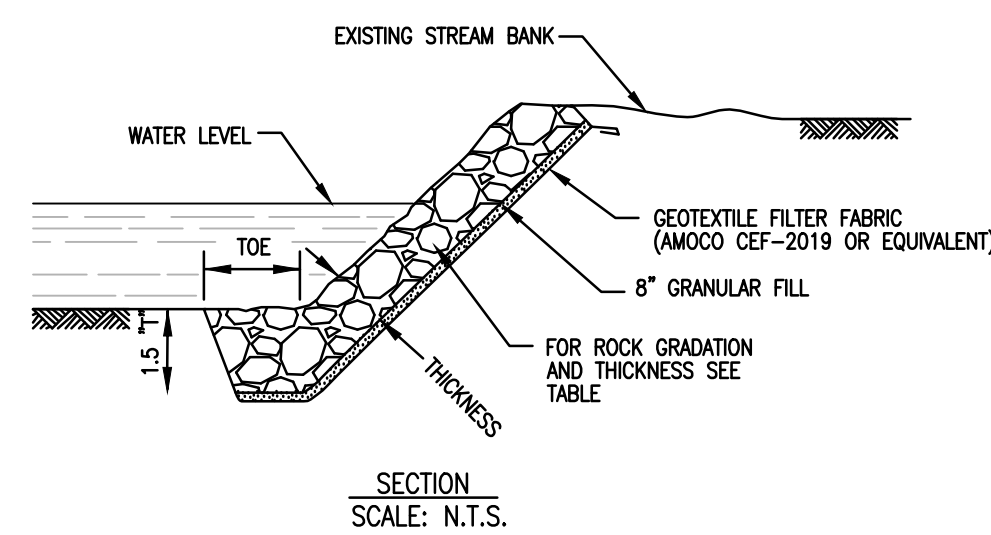 EXISTING STREAM BANK
WATER LEVEL
TOE
GEOTEXTILE FILTER FABRIC
(AMOCO CEF-2019 OR EQUIVALENT)
8" GRANULAR FILL
1.5 "T"
FOR ROCK GRADATION
AND THICKNESS SEE
TABLE
THICKNESS
SECTION
SCALE: N.T.S.